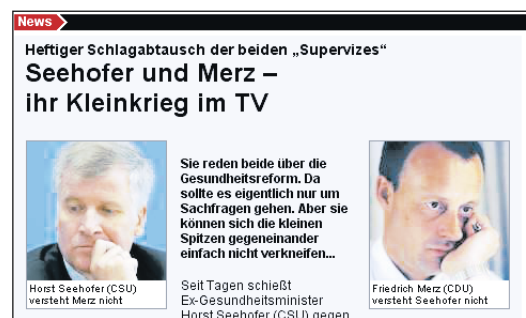 News
Heftiger Schlagabtausch der beiden „Supervizes“
Seehofer und Merz –
ihr Kleinkrieg im TV
Sie reden beide über die
Gesundheitsreform. Da
sollte es eigentlich nur um
Sachfragen gehen. Aber sie
können sich die kleinen
Spitzen gegeneinander
einfach nicht verkneifen...
Seit Tagen schießt
Ex-Gesundheitsminister
Horst Seehofer (CSU) gegen
Horst Seehofer (CSU)
versteht Merz nicht
Friedrich Merz (CDU)
versteht Seehofer nicht